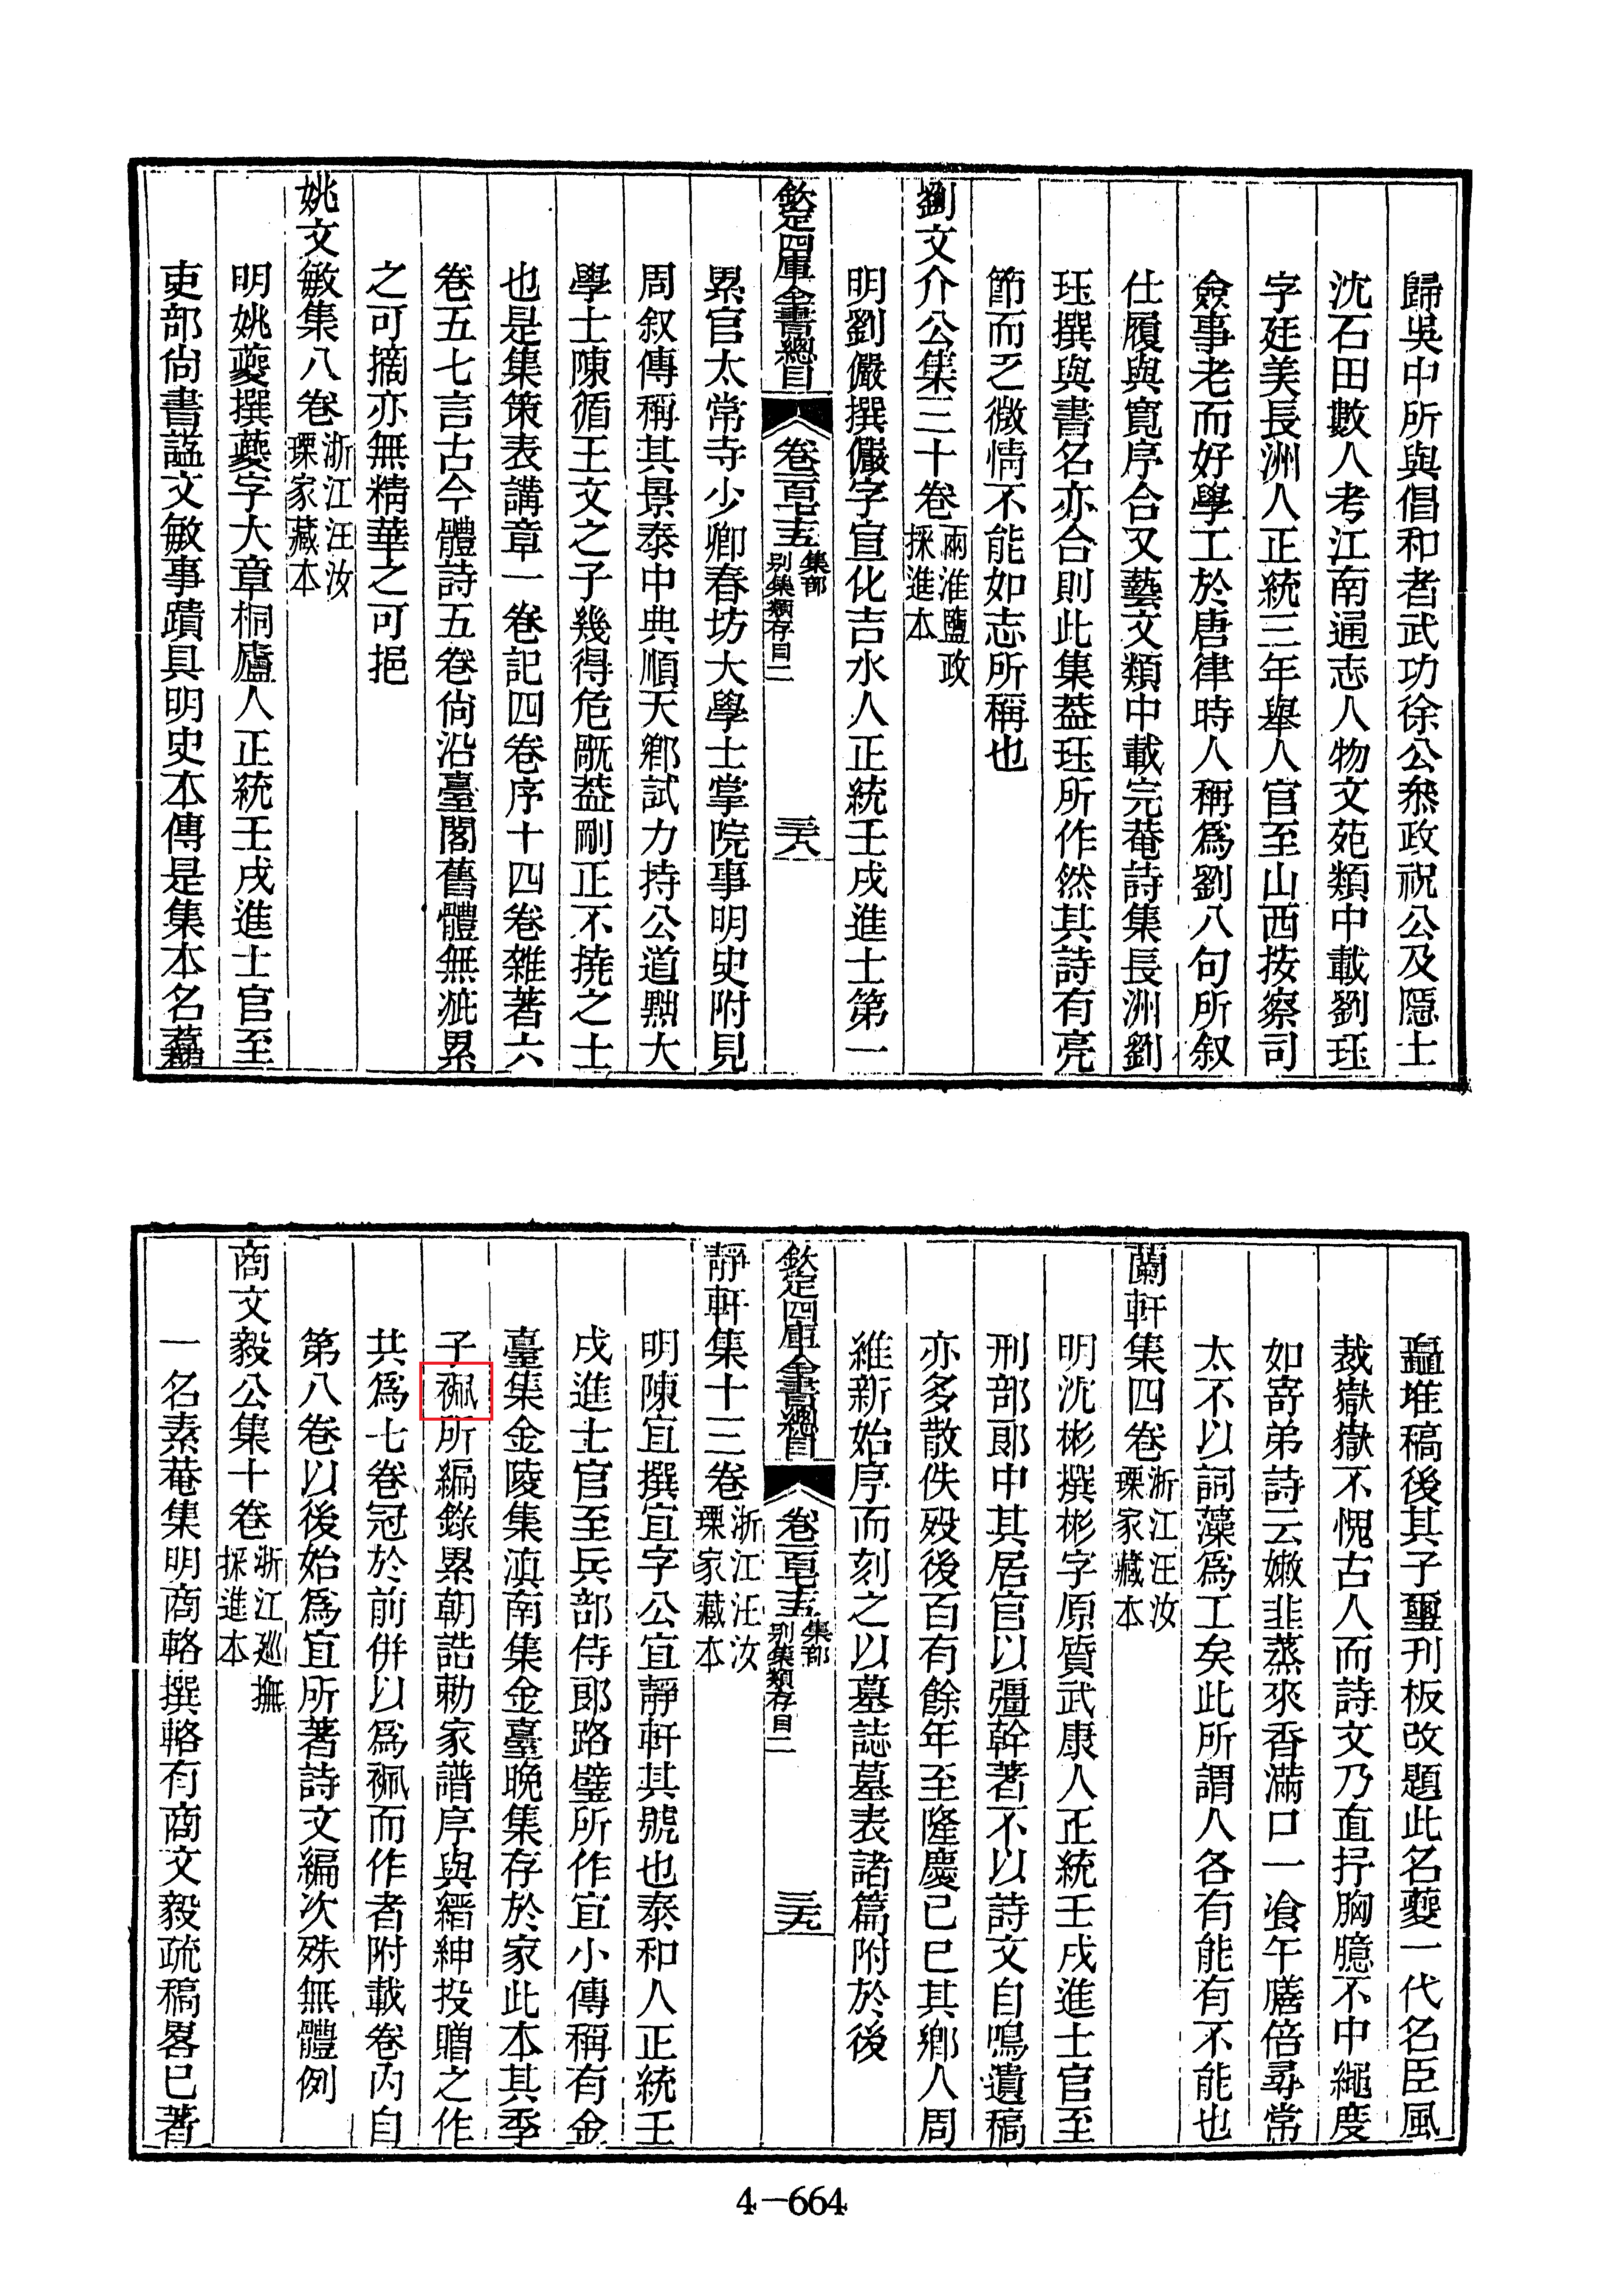 歸吳中所與倡和者武功徐公叅政祝公及隱士
沈石田數人考江南通志人物文苑類中載劉珏
字廷美長洲人正統三年舉人官至山西按察司
僉事老而好學工於唐律時人稱爲劉八句所叙
仕履與寬序合又藝文類中載完菴詩集長洲劉
珏撰與書名亦合則此集葢珏所作然其詩有亮
節而乏微情不能如志所稱也
劉文介公集三十卷兩淮鹽政採進本
明劉儼撰儼字宣化吉水人正統壬戌進士第一
欽定四庫全書總目 卷一百七十五 集部 别集類存目二 三十八
累官太常寺少卿春坊大學士掌院事明史附見
周叙傳稱其景泰中典順天鄕試力持公道黜大
學士陳循王文之子幾得危𠞊葢剛正不撓之士
也是集策表講章一卷記四卷序十四卷雜著六
卷五七言古今體詩五卷尙沿臺閣舊體無疵累
之可摘亦無精華之可挹
姚文敏集八卷浙江汪汝瑮家藏本
明姚夔撰夔字大章桐廬人正統壬戌進士官至
吏部尙書諡文敏事蹟具明史本傳是集本名
堆稿後其子璽刊板改題此名夔一代名臣風
裁嶽嶽不愧古人而詩文乃直抒胸臆不中繩度
如寄弟詩云嫩韭蒸來香滿口一飡午膳倍尋常
太不以詞藻爲工矣此所謂人各有能有不能也
蘭軒集四卷浙江汪汝瑮家藏本
明沈彬撰彬字原質武康人正統壬戌進士官至
刑部郞中其居官以彊幹著不以詩文自鳴遺稿
亦多散佚歿後百有餘年至隆慶己巳其鄕人周
維新始序而刻之以墓誌墓表諸篇附於後
欽定四庫全書總目 卷一百七十五 集部 别集類存目二 三十九
靜軒集十三卷浙江汪汝瑮家藏本
明陳宜撰宜字公宜靜軒其號也泰和人正統壬
戌進士官至兵部侍郞路璧所作宜小傳稱有金
臺集金陵集滇南集金臺晩集存於家此本其季
子所編錄累朝誥勅家譜序與縉紳投贈之作
共爲七卷冠於前併以爲而作者附載卷內自
第八卷以後始爲宜所著詩文編次殊無體例
商文毅公集十卷浙江巡撫採進本
一名素菴集明商輅撰輅有商文毅疏稿畧已著
4－664